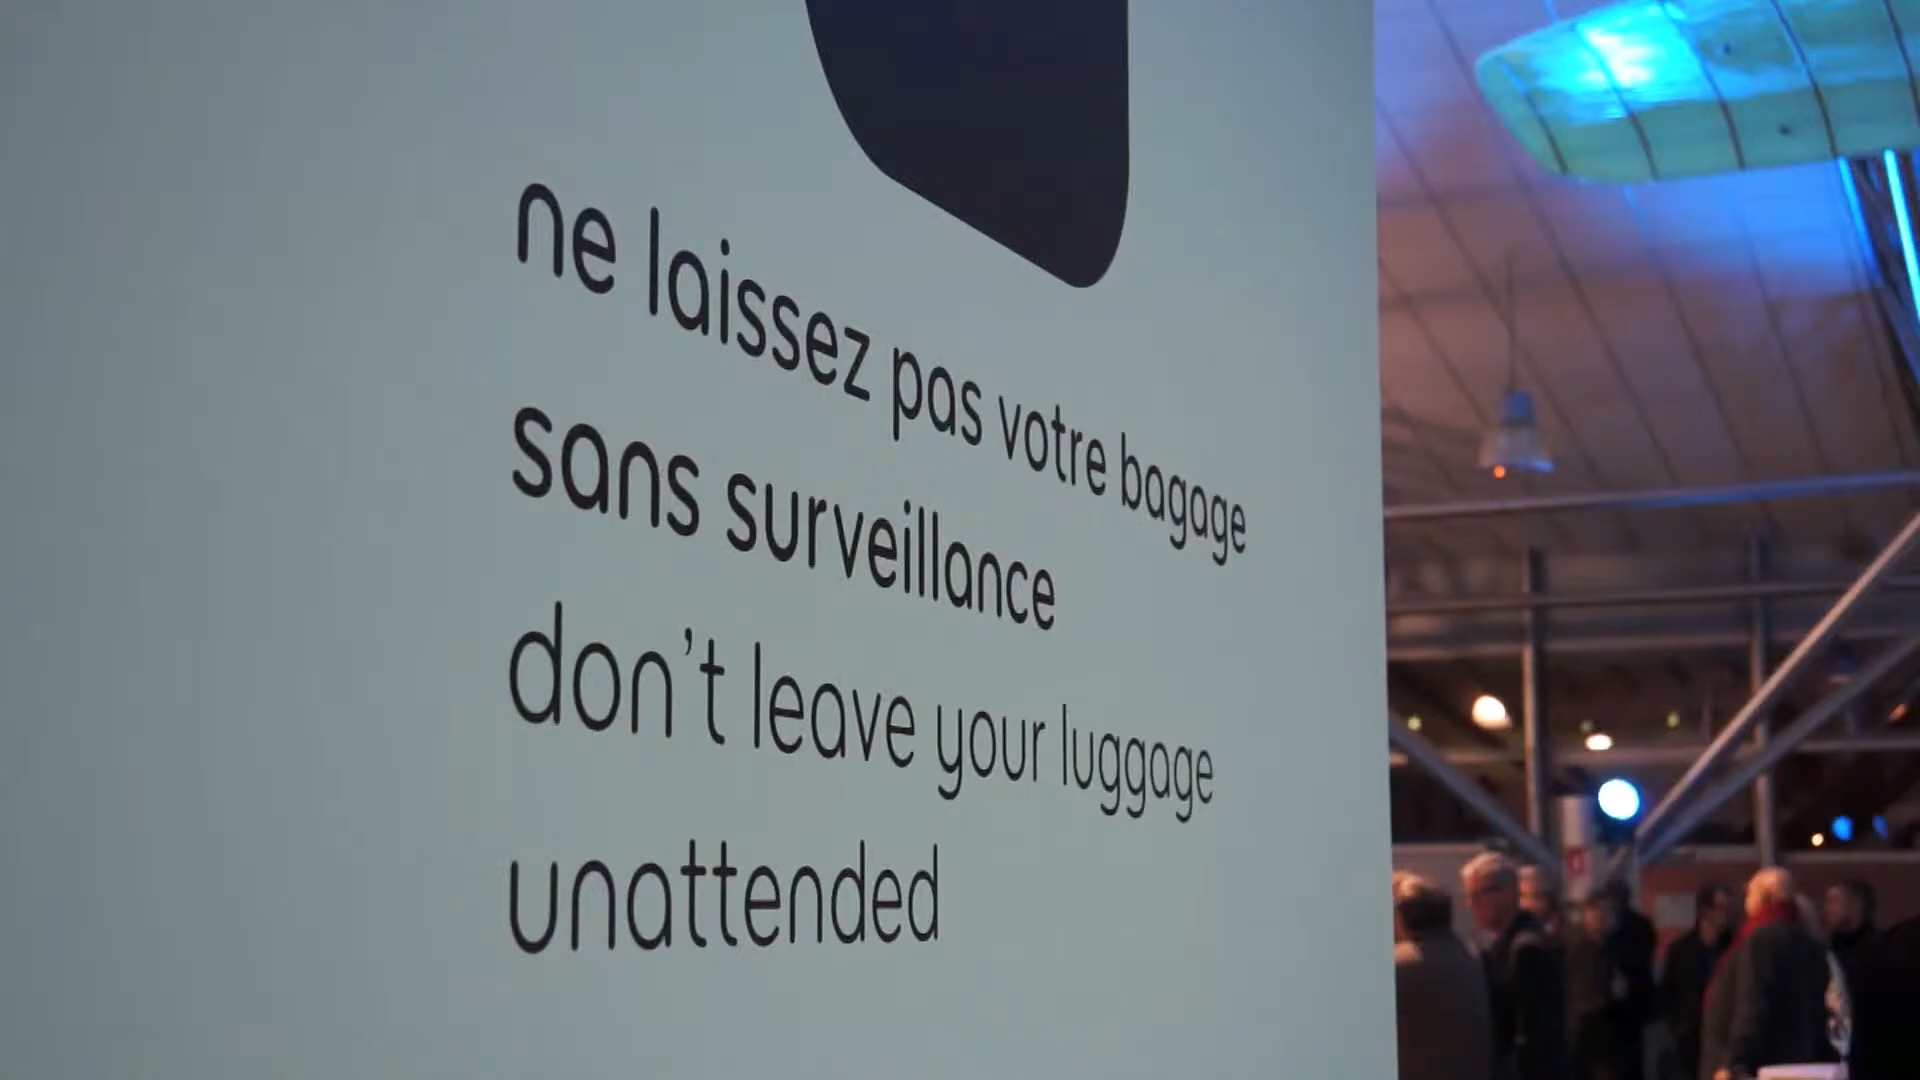 ne laissez pas votre bagage
sans surveillance
don't leave your luggage
unattended